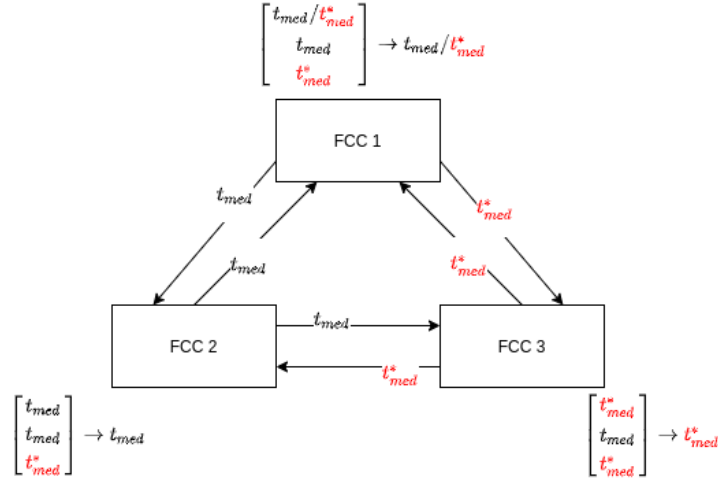 t_med/t*_med
t_med → t_med/t*_med
t*_med
FCC 1
t_med t*_med
t_med t*_med
t_med
FCC 2 FCC 3
t*_med
t_med t*_med
t_med → t_med t_med → t*_med
t*_med t*_med